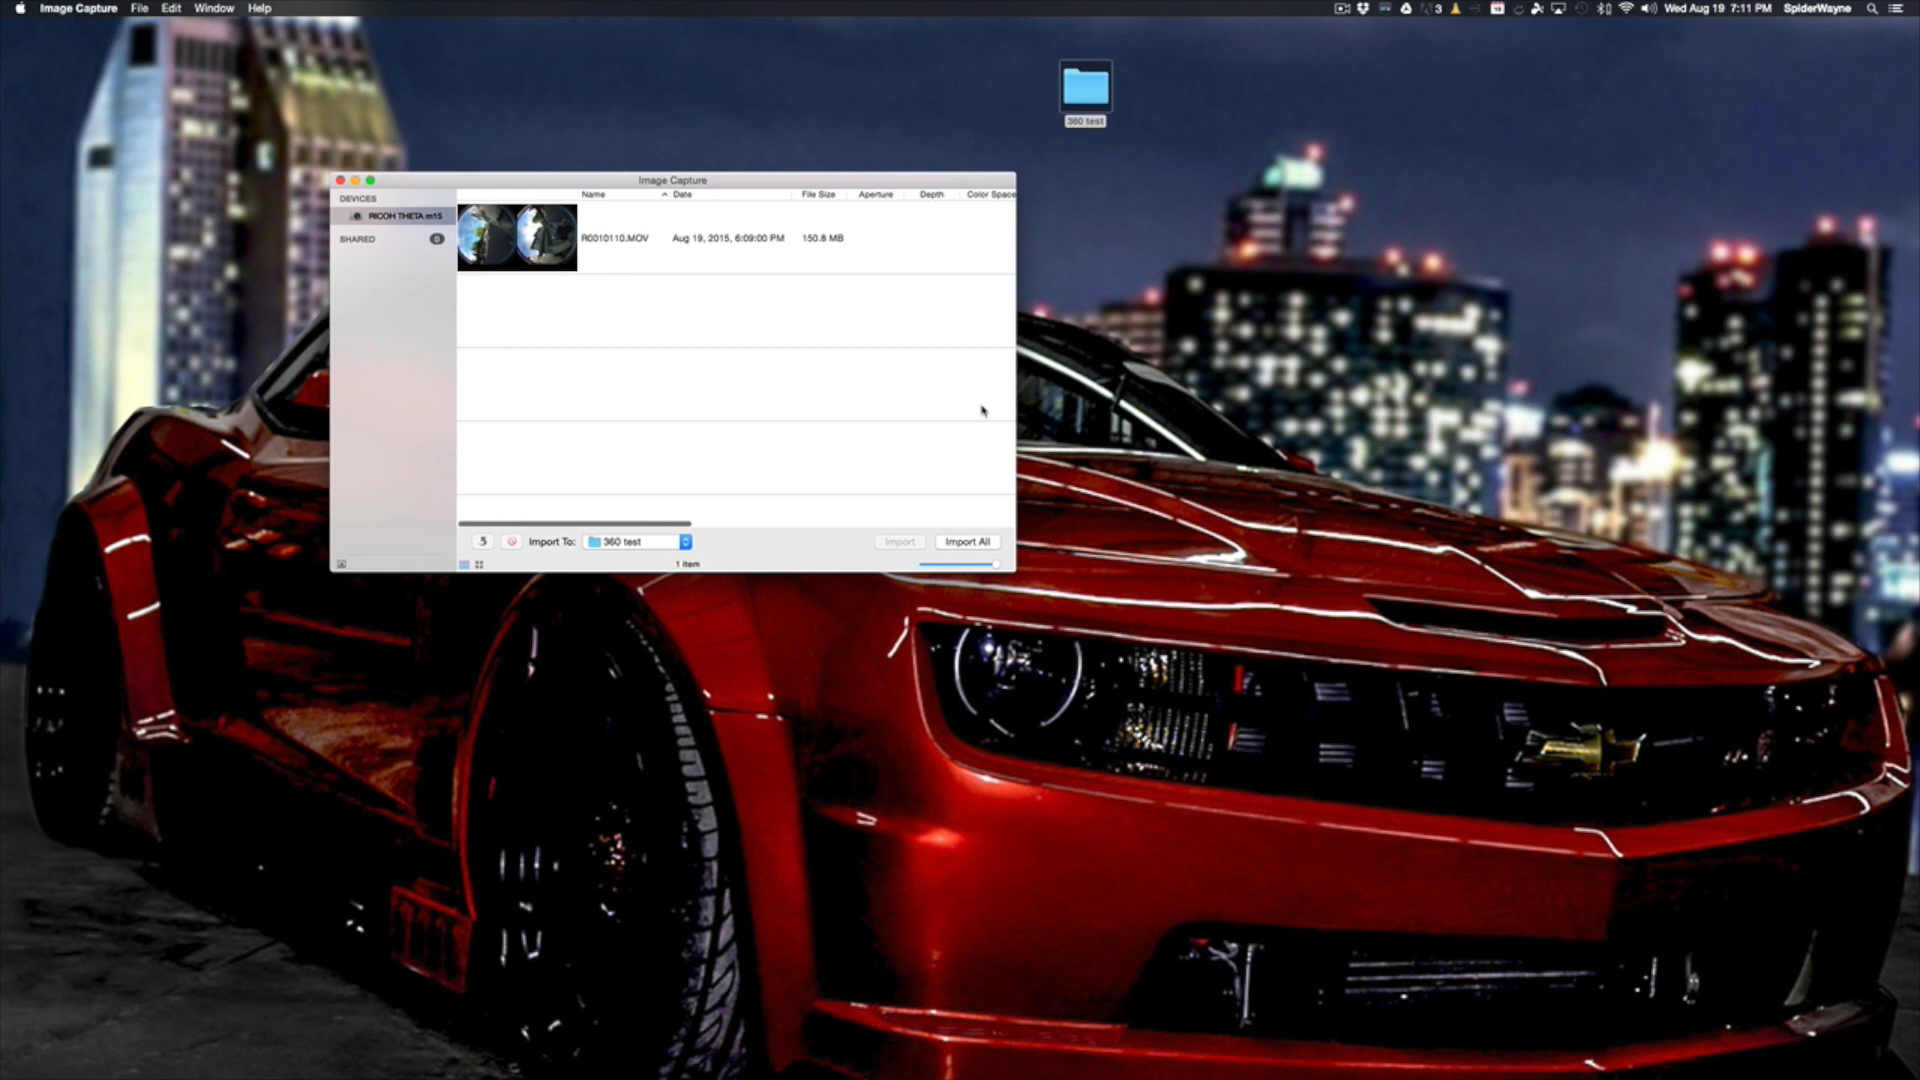 Image Capture File Edit Window Help 3 Wed Aug 19 7:11 PM SpiderWayne
360 test
Image Capture
DEVICES
RICOH THETA m15
SHARED 0
Name Date File Size Aperture Depth Color Space
R0010110.MOV Aug 19, 2015, 6:09:00 PM 150.8 MB
Import To: 360 test Import Import All
1 item